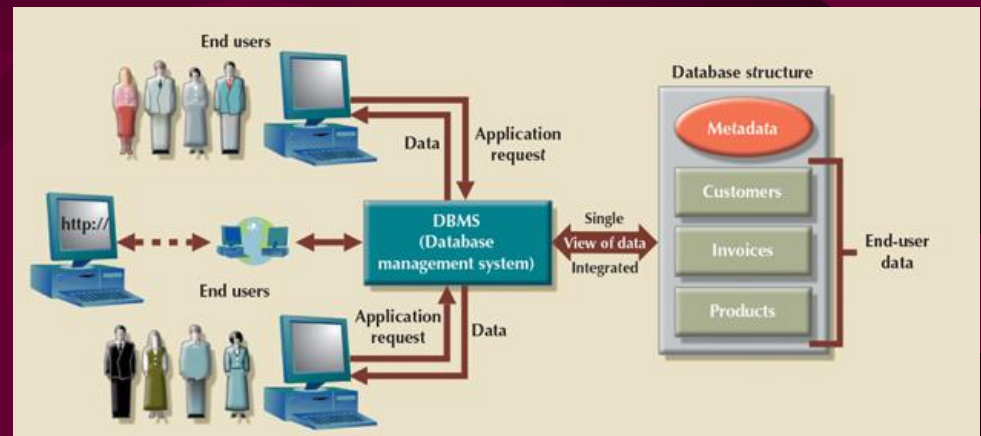 End users
Data
Application
request
http://
DBMS
(Database
management system)
Single
View of data
Integrated
Database structure
Metadata
Customers
Invoices
Products
End-user
data
End users
Application
request
Data